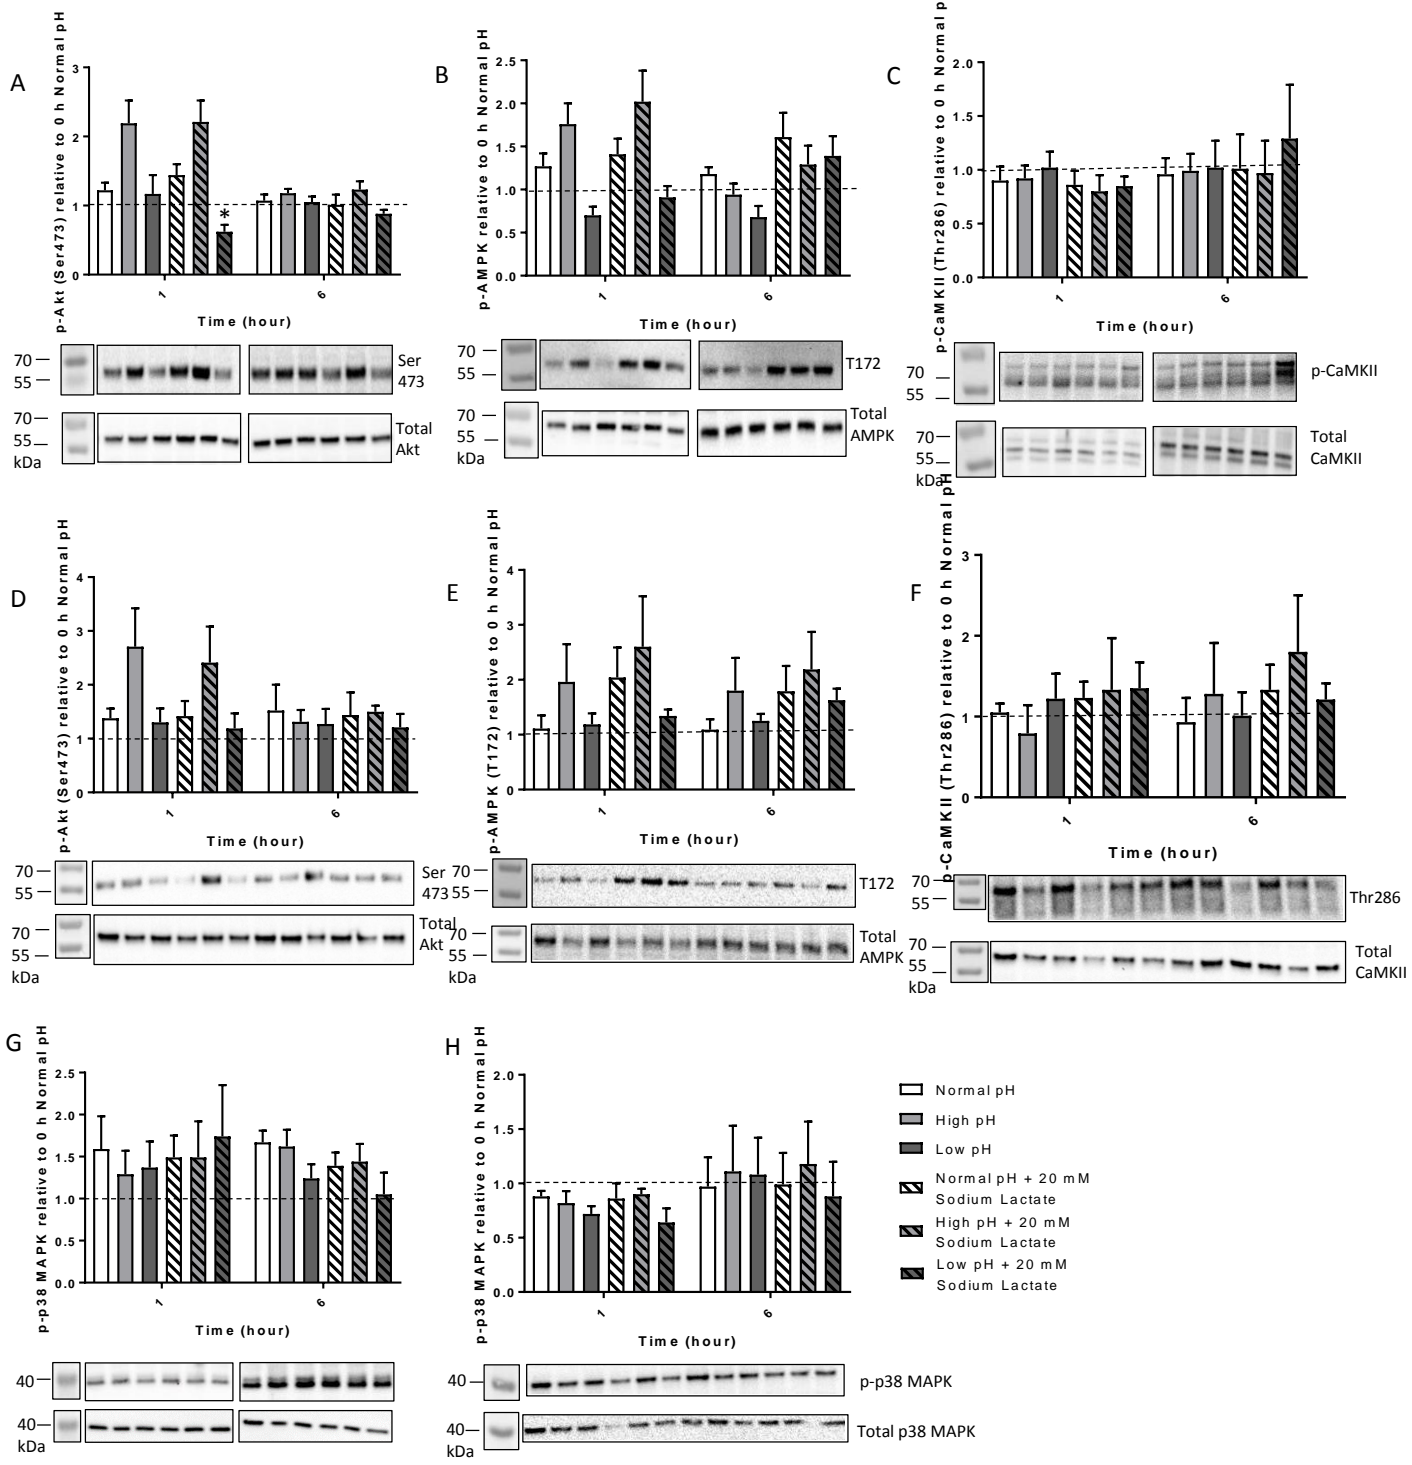 A
p-Akt (Ser473) relative to 0 h Normal pH
3
2
1
0
*
1
6
Time (hour)
70
55
Ser
473
70
55
kDa
Total
Akt
B
p-AMPK relative to 0 h Normal pH
2.5
2.0
1.5
1.0
0.5
0.0
1
6
Time (hour)
70
55
T172
70
55
kDa
Total
AMPK
C
p-CaMKII (Thr286) relative to 0 h Normal p
2.0
1.5
1.0
0.5
0.0
1
6
Time (hour)
70
55
p-CaMKII
70
55
kDa
Total
CaMKII
D
p-Akt (Ser473) relative to 0 h Normal pH
4
3
2
1
0
1
6
Time (hour)
70
55
Ser
473
70
55
kDa
Total
Akt
E
p-AMPK (T172) relative to 0 h Normal pH
4
3
2
1
0
1
6
Time (hour)
70
55
T172
70
55
kDa
Total
AMPK
F
p-CaMKII (Thr286) relative to 0 h Normal pH
3
2
1
0
1
6
Time (hour)
70
55
Thr286
70
55
kDa
Total
CaMKII
G
p-p38 MAPK relative to 0 h Normal pH
2.5
2.0
1.5
1.0
0.5
0.0
1
6
Time (hour)
40
40
kDa
H
p-p38 MAPK relative to 0 h Normal pH
2.0
1.5
1.0
0.5
0.0
1
6
Time (hour)
40
p-p38 MAPK
40
kDa
Total p38 MAPK
Normal pH
High pH
Low pH
Normal pH + 20 mM
Sodium Lactate
High pH + 20 mM
Sodium Lactate
Low pH + 20 mM
Sodium Lactate